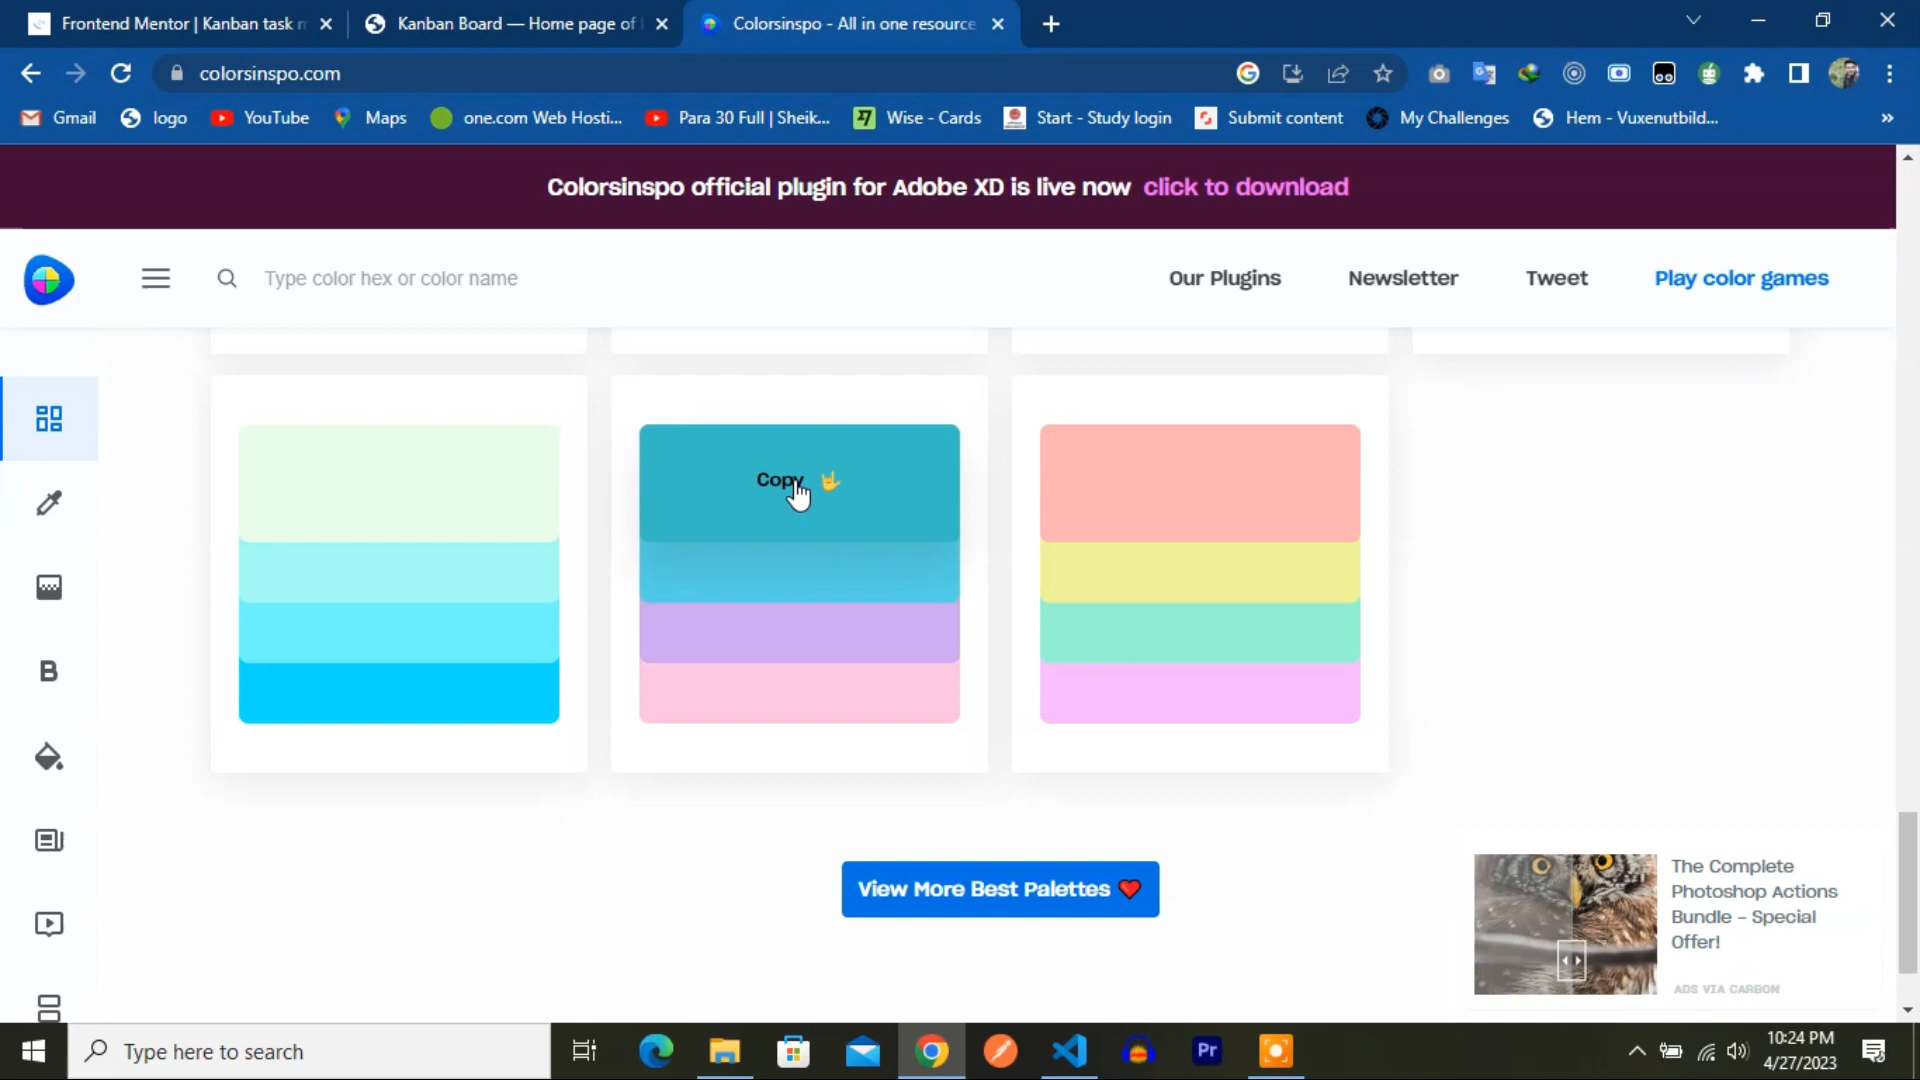 Frontend Mentor | Kanban task m
Kanban Board — Home page of
Colorsinspo - All in one resource
colorsinspo.com
Gmail
logo
YouTube
Maps
one.com Web Hosti...
Para 30 Full | Sheik...
Wise - Cards
Start - Study login
Submit content
My Challenges
Hem - Vuxenutbild...
»
Colorsinspo official plugin for Adobe XD is live now click to download
Type color hex or color name
Our Plugins
Newsletter
Tweet
Play color games
Copy
B
View More Best Palettes
The Complete
Photoshop Actions
Bundle - Special
Offer!
ADS VIA CARBON
Type here to search
Pr
10:24 PM
4/27/2023